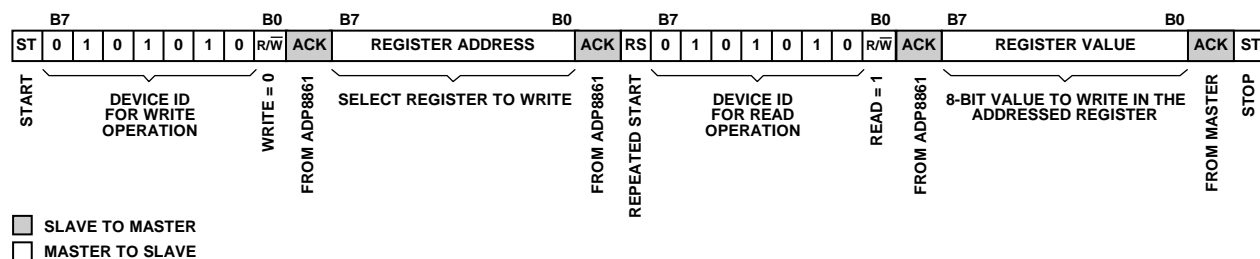 B7 B0 B7 B0 B7 B0 B7 B0
ST 0 1 0 1 0 1 0 R/W̅ ACK REGISTER ADDRESS ACK RS 0 1 0 1 0 1 0 R/W̅ ACK REGISTER VALUE ACK ST
START
DEVICE ID
FOR WRITE
OPERATION
WRITE = 0
FROM ADP8861
SELECT REGISTER TO WRITE
FROM ADP8861
REPEATED START
DEVICE ID
FOR READ
OPERATION
READ = 1
FROM ADP8861
8-BIT VALUE TO WRITE IN THE
ADDRESSED REGISTER
FROM MASTER
STOP
SLAVE TO MASTER
MASTER TO SLAVE